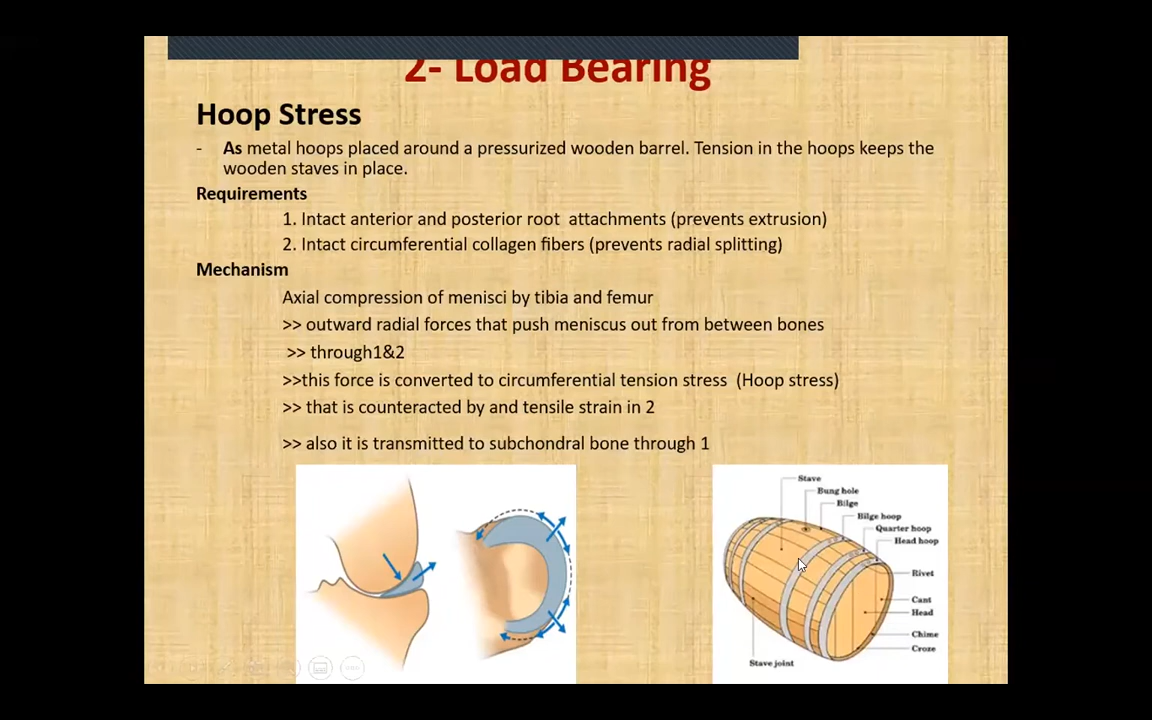 2- Load Bearing
Hoop Stress
- As metal hoops placed around a pressurized wooden barrel. Tension in the hoops keeps the
wooden staves in place.
Requirements
1. Intact anterior and posterior root attachments (prevents extrusion)
2. Intact circumferential collagen fibers (prevents radial splitting)
Mechanism
Axial compression of menisci by tibia and femur
>> outward radial forces that push meniscus out from between bones
>> through1&2
>>this force is converted to circumferential tension stress (Hoop stress)
>> that is counteracted by and tensile strain in 2
>> also it is transmitted to subchondral bone through 1
Stave
Bung hole
Bilge
Bilge hoop
Quarter hoop
Head hoop
Rivet
Cant
Head
Chime
Croze
Stave joint